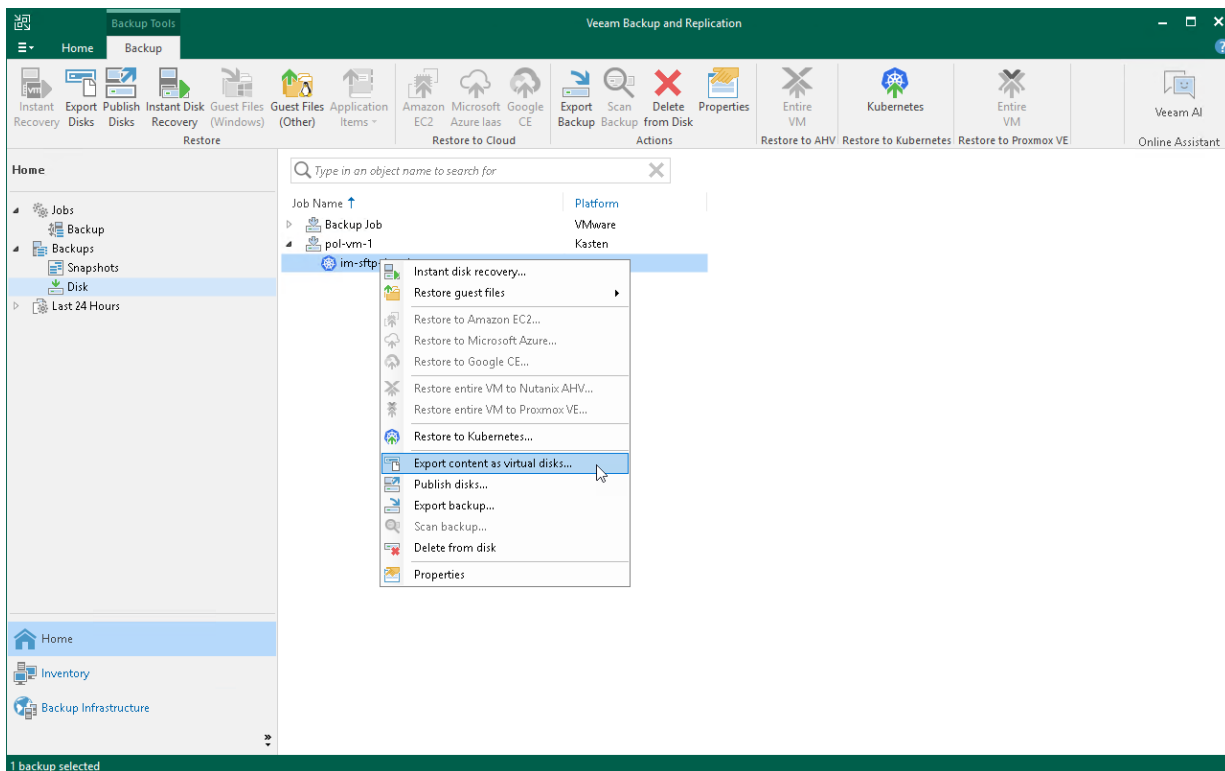 Backup Tools
Veeam Backup and Replication
Home Backup
Instant Recovery
Export Disks
Publish Disks
Instant Disk Recovery
Guest Files (Windows)
Guest Files (Other)
Application Items
Restore
Amazon EC2
Microsoft Azure Iaas
Google CE
Restore to Cloud
Export Backup
Scan Backup
Delete from Disk
Properties
Actions
Entire VM
Restore to AHV
Kubernetes
Restore to Kubernetes
Entire VM
Restore to Proxmox VE
Veeam AI
Online Assistant
Home
Jobs
Backup
Backups
Snapshots
Disk
Last 24 Hours
Type in an object name to search for
Job Name Platform
Backup Job VMware
pol-vm-1 Kasten
im-sftp-
Instant disk recovery...
Restore guest files
Restore to Amazon EC2...
Restore to Microsoft Azure...
Restore to Google CE...
Restore entire VM to Nutanix AHV...
Restore entire VM to Proxmox VE...
Restore to Kubernetes...
Export content as virtual disks...
Publish disks...
Export backup...
Scan backup...
Delete from disk
Properties
Home
Inventory
Backup Infrastructure
1 backup selected